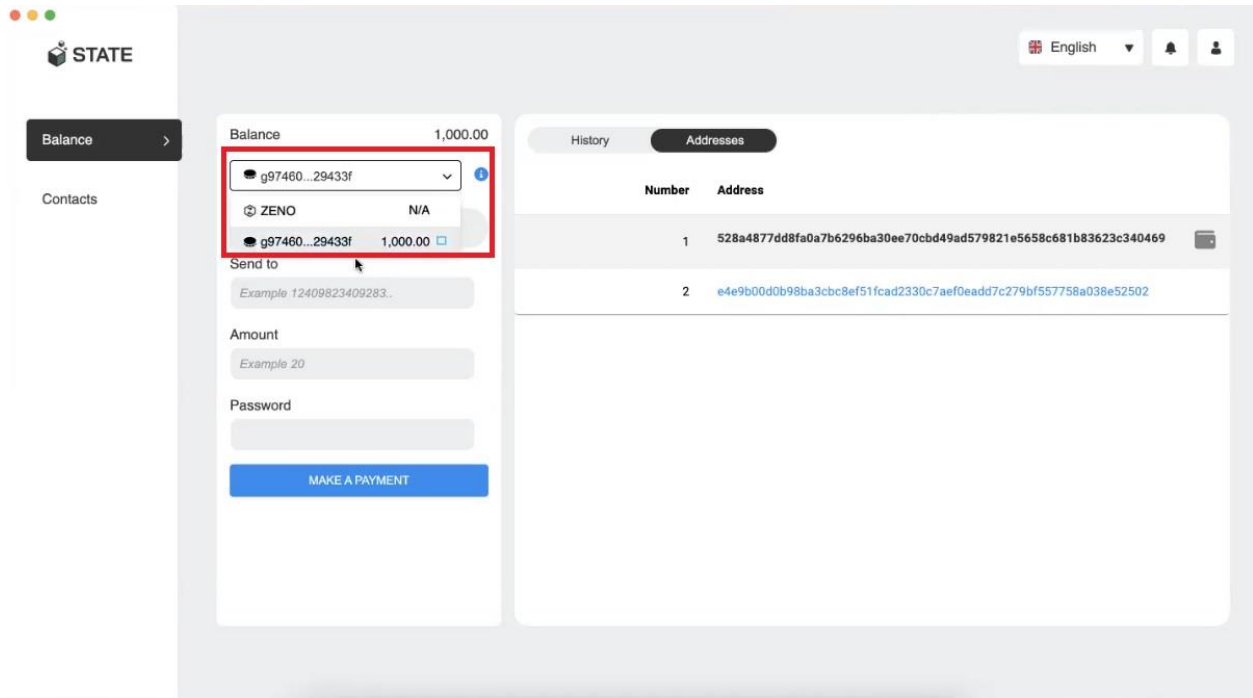 STATE
English
Balance
Contacts
Balance 1,000.00
g97460...29433f
ZENO N/A
g97460...29433f 1,000.00
Send to
Example 12409823409283..
Amount
Example 20
Password
MAKE A PAYMENT
History Addresses
Number Address
1 528a4877dd8fa0a7b6296ba30ee70cbd49ad579821e5658c681b83623c340469
2 e4e9b00d0b98ba3cbc8ef51fcad2330c7aef0eadd7c279bf557758a038e52502